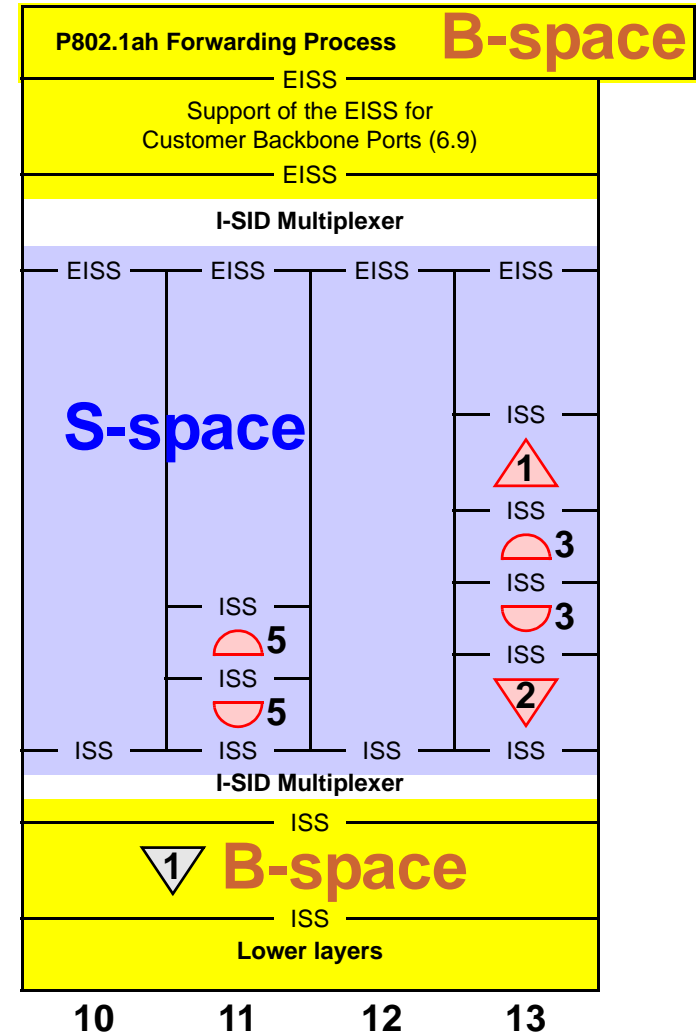 P802.1ah Forwarding Process B-space
EISS
Support of the EISS for
Customer Backbone Ports (6.9)
EISS
I-SID Multiplexer
EISS EISS EISS EISS
S-space
ISS
1
ISS
3
ISS
3
ISS
5
ISS
2
ISS
5
ISS ISS ISS ISS
I-SID Multiplexer
ISS
1 B-space
ISS
Lower layers
10 11 12 13